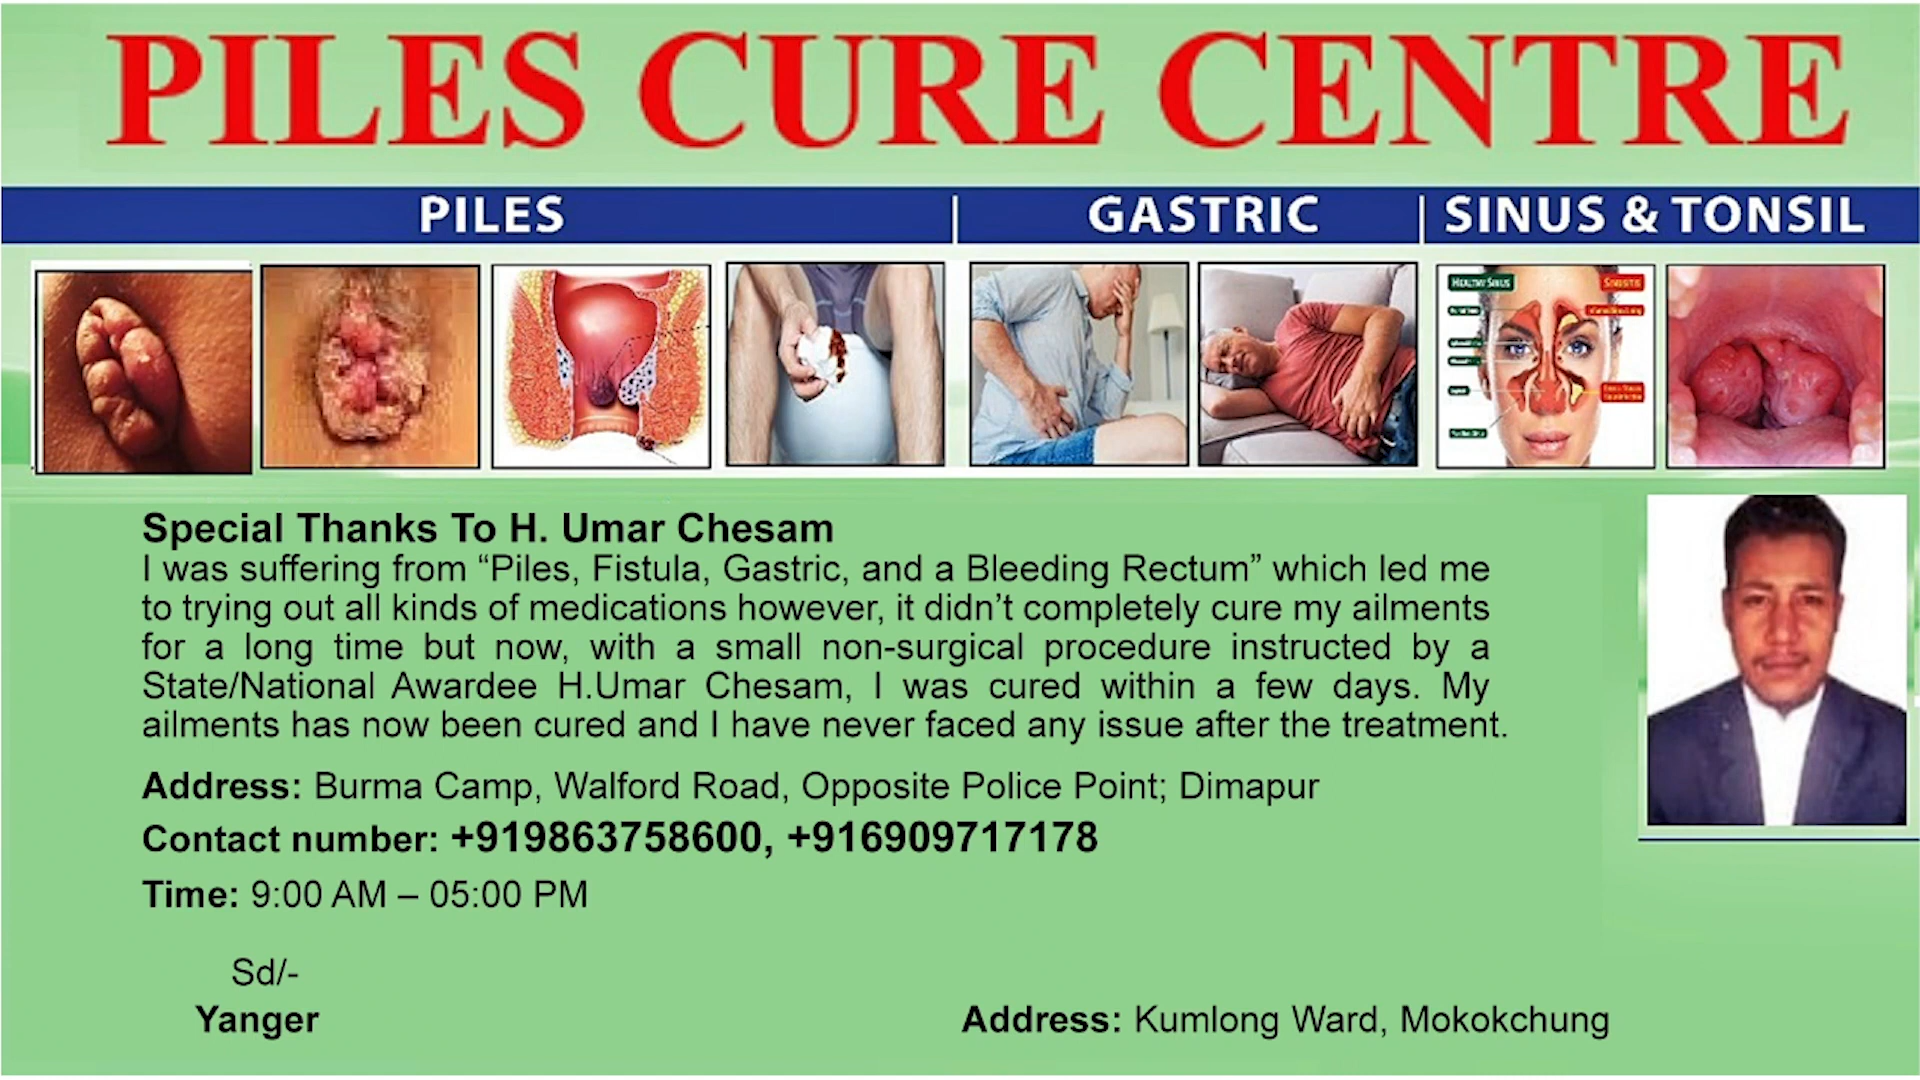 PILES CURE CENTRE
PILES | GASTRIC | SINUS & TONSIL
HEALTHY SINUS SINUSITIS
Special Thanks To H. Umar Chesam
I was suffering from “Piles, Fistula, Gastric, and a Bleeding Rectum” which led me
to trying out all kinds of medications however, it didn’t completely cure my ailments
for a long time but now, with a small non-surgical procedure instructed by a
State/National Awardee H.Umar Chesam, I was cured within a few days. My
ailments has now been cured and I have never faced any issue after the treatment.
Address: Burma Camp, Walford Road, Opposite Police Point; Dimapur
Contact number: +919863758600, +916909717178
Time: 9:00 AM – 05:00 PM
Sd/-
Yanger
Address: Kumlong Ward, Mokokchung